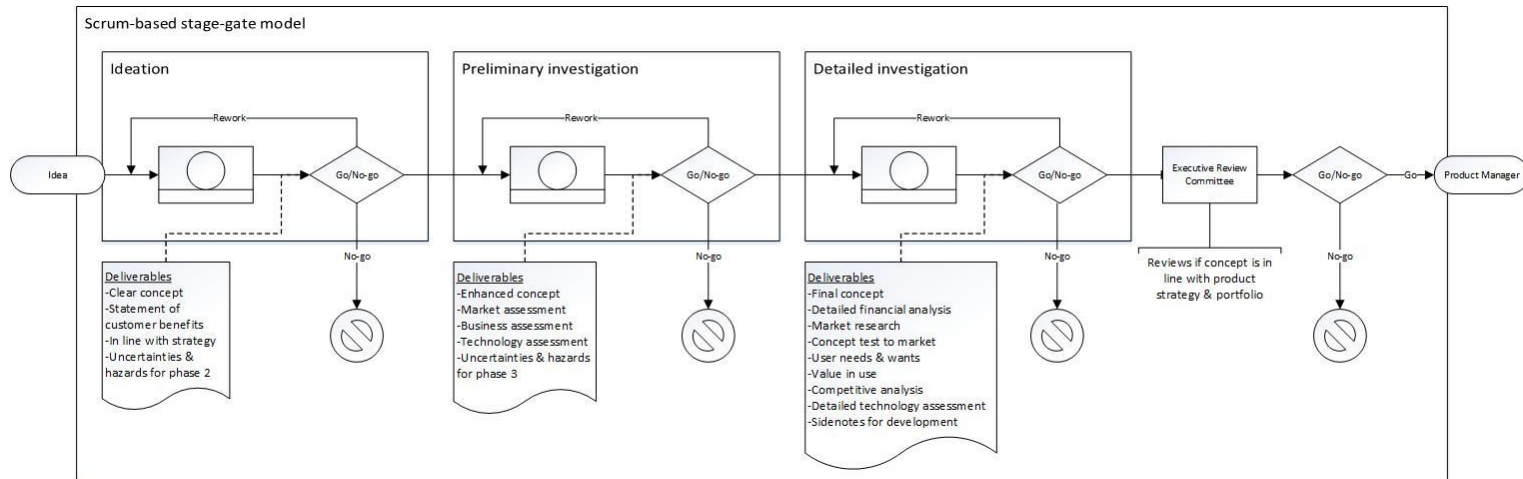 Scrum-based stage-gate model
Ideation
Preliminary investigation
Detailed investigation
Rework
Rework
Rework
Idea
Go/No-go
Go/No-go
Go/No-go
Executive Review
Committee
Go/No-go
Go
Product Manager
No-go
No-go
No-go
No-go
Deliverables
-Clear concept
-Statement of
customer benefits
-In line with strategy
-Uncertainties &
hazards for phase 2
Deliverables
-Enhanced concept
-Market assessment
-Business assessment
-Technology assessment
-Uncertainties & hazards
for phase 3
Deliverables
-Final concept
-Detailed financial analysis
-Market research
-Concept test to market
-User needs & wants
-Value in use
-Competitive analysis
-Detailed technology assessment
-Sidenotes for development
Reviews if concept is in
line with product
strategy & portfolio